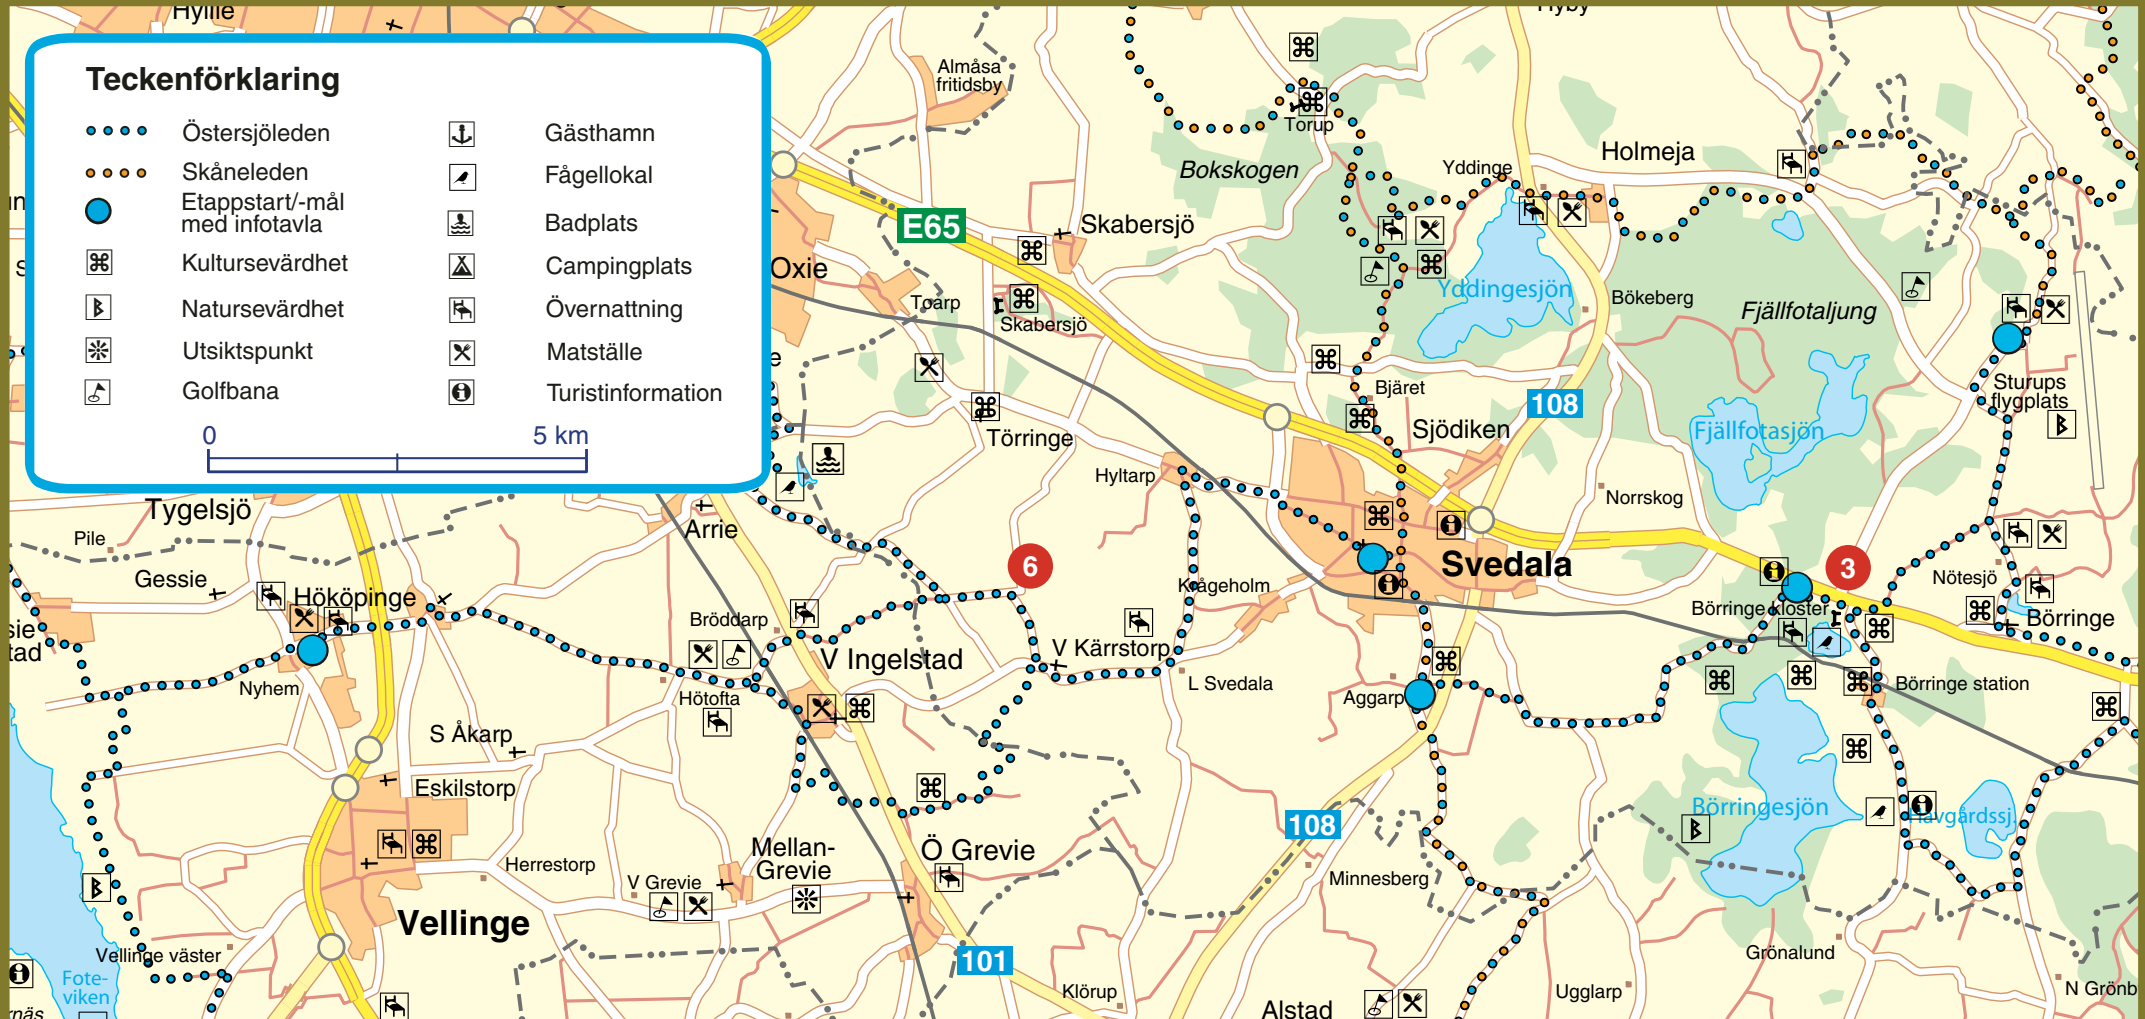 Hyllie
Teckenförklaring
Östersjöleden
Skåneleden
Etappstart/-mål
med infotavla
Kultursevärdhet
Natursevärdhet
Utsiktspunkt
Golfbana
Gästhamn
Fågellokal
Badplats
Campingplats
Övernattning
Matställe
Turistinformation
0
5 km
Almåsa
fritidsby
Torup
Bokskogen
Yddinge
Holmeja
E65
Skabersjö
Oxie
Toarp
Skabersjö
Yddingesjön
Bökeberg
Fjällfotaljung
Törringe
Bjäret
108
Sjödiken
Fjällfotasjön
Sturups
flygplats
Hyltarp
Norrskog
Tygelsjö
Pile
Arrie
Gessie
Hököpinge
6
Svedala
3
Krågeholm
Nötesjö
Börringe kloster
Börringe
Bröddarp
V Ingelstad
V Kärrstorp
L Svedala
Aggarp
Börringe station
Nyhem
Hötofta
S Åkarp
Eskilstorp
Börringesjön
Havgårdssj.
108
Mellan-
Grevie
Ö Grevie
Herrestorp
V Grevie
Minnesberg
Vellinge
Vellinge väster
101
Grönalund
Fote-
viken
Klörup
Alstad
Ugglarp
N Grönb